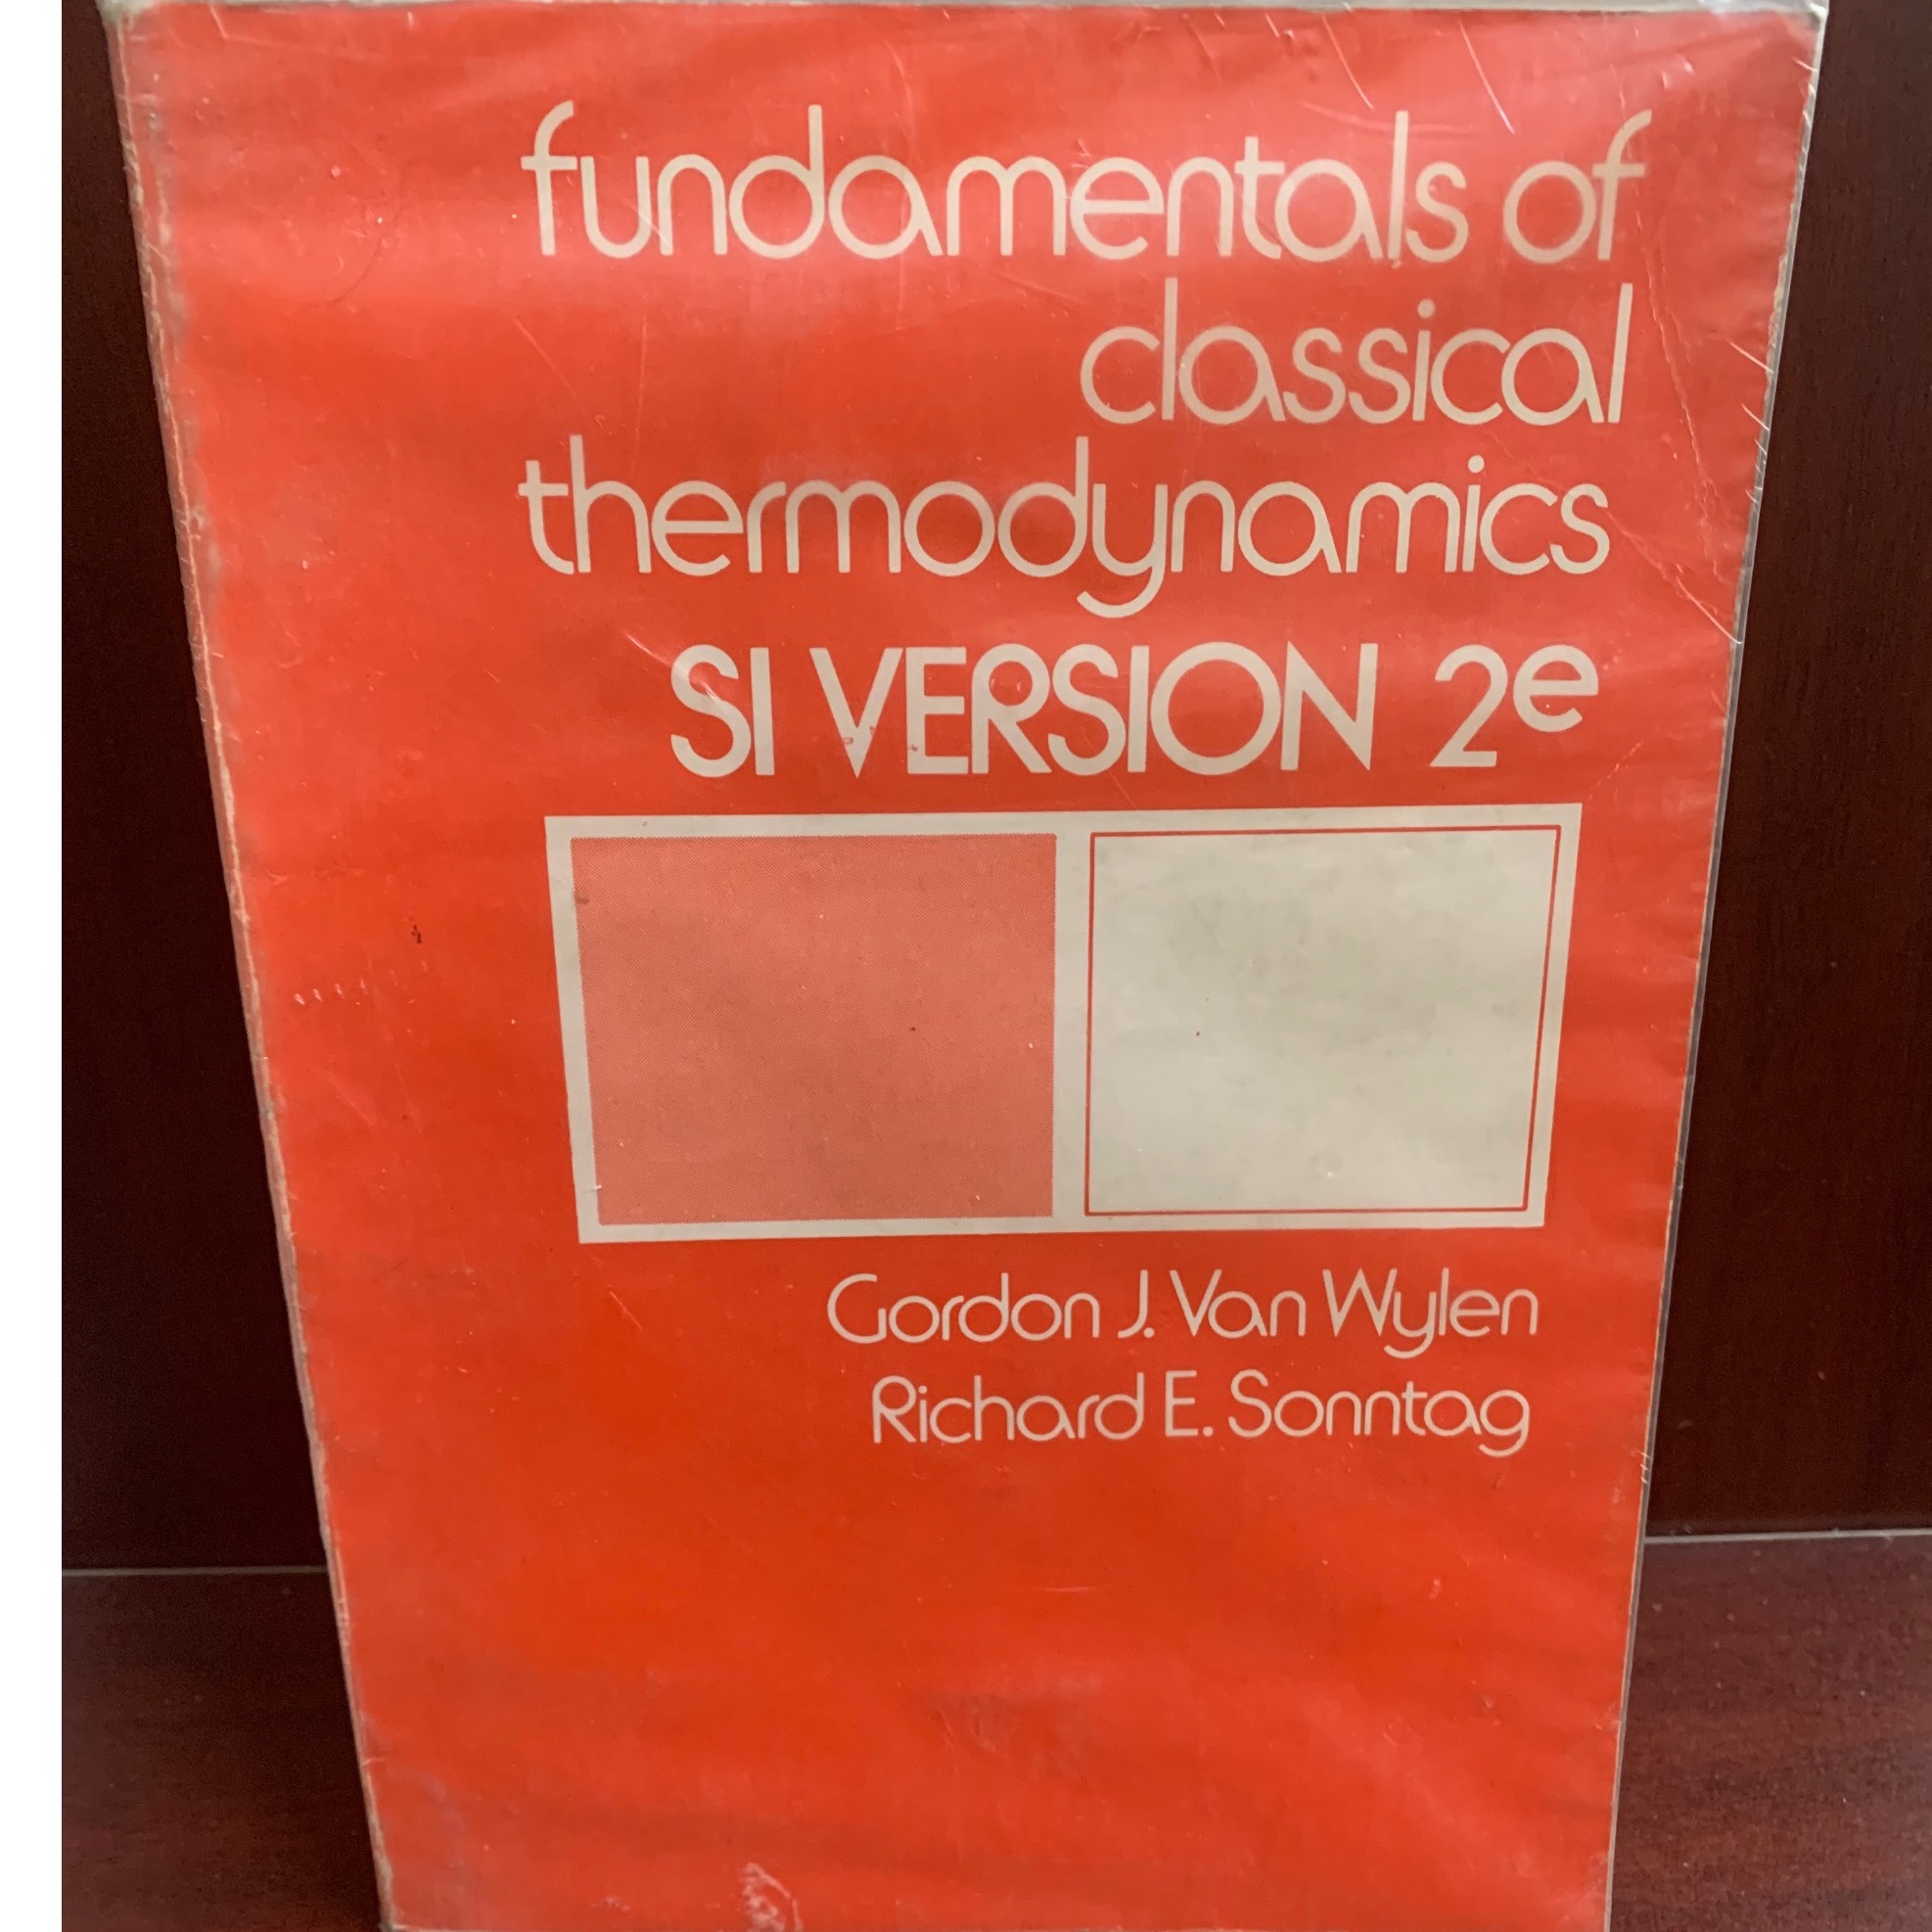 fundamentals of
classical
thermodynamics
SI VERSION 2e
Gordon J. Van Wylen
Richard E. Sonntag